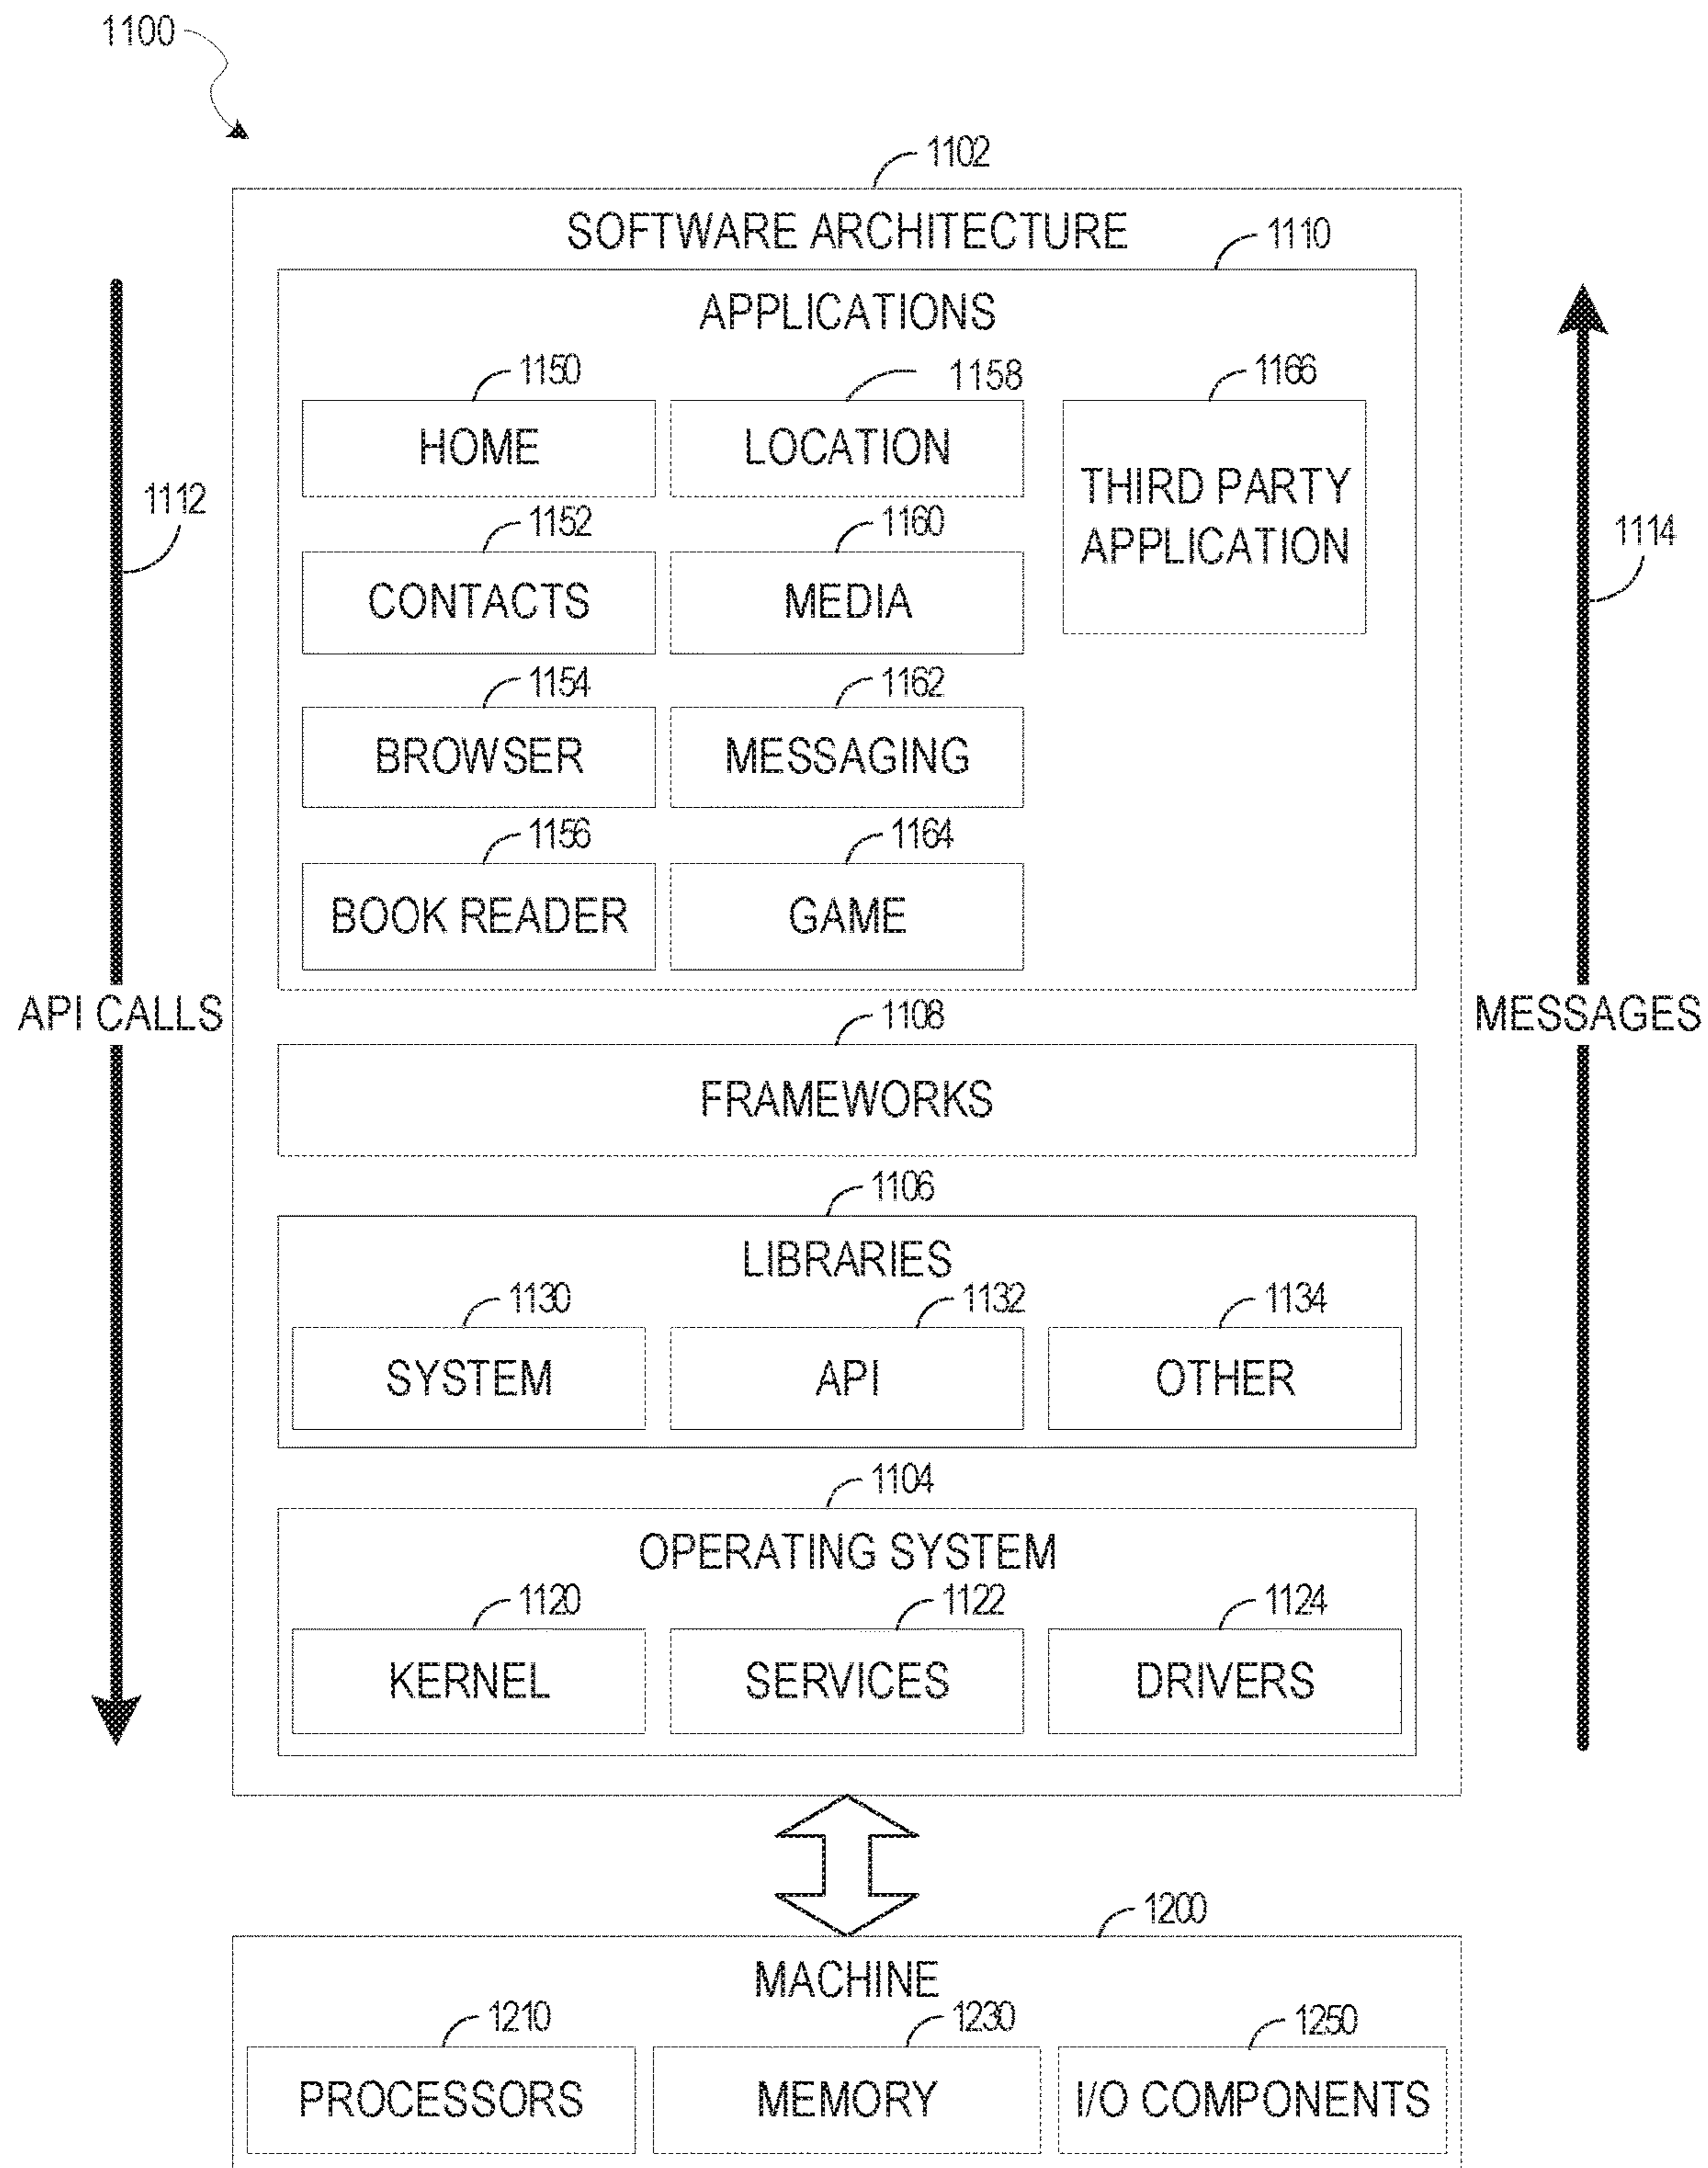 1100
1102
SOFTWARE ARCHITECTURE
1110
APPLICATIONS
1150
1158
1166
HOME
LOCATION
THIRD PARTY
APPLICATION
1112
1152
1160
1114
CONTACTS
MEDIA
1154
1162
BROWSER
MESSAGING
1156
1164
BOOK READER
GAME
API CALLS
1108
MESSAGES
FRAMEWORKS
1106
LIBRARIES
1130
1132
1134
SYSTEM
API
OTHER
1104
OPERATING SYSTEM
1120
1122
1124
KERNEL
SERVICES
DRIVERS
1200
MACHINE
1210
1230
1250
PROCESSORS
MEMORY
I/O COMPONENTS